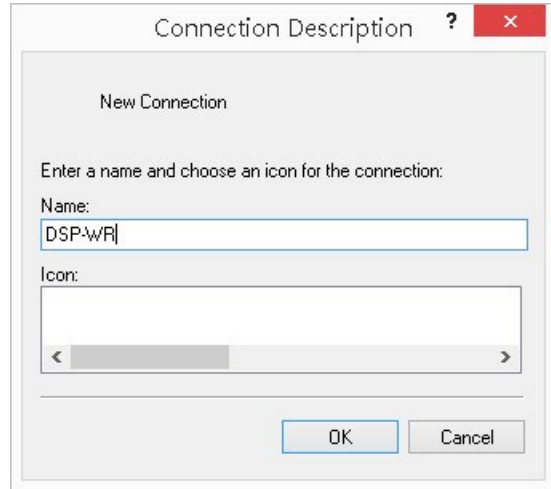 Connection Description ?
New Connection
Enter a name and choose an icon for the connection:
Name:
DSP-WR
Icon:
OK Cancel